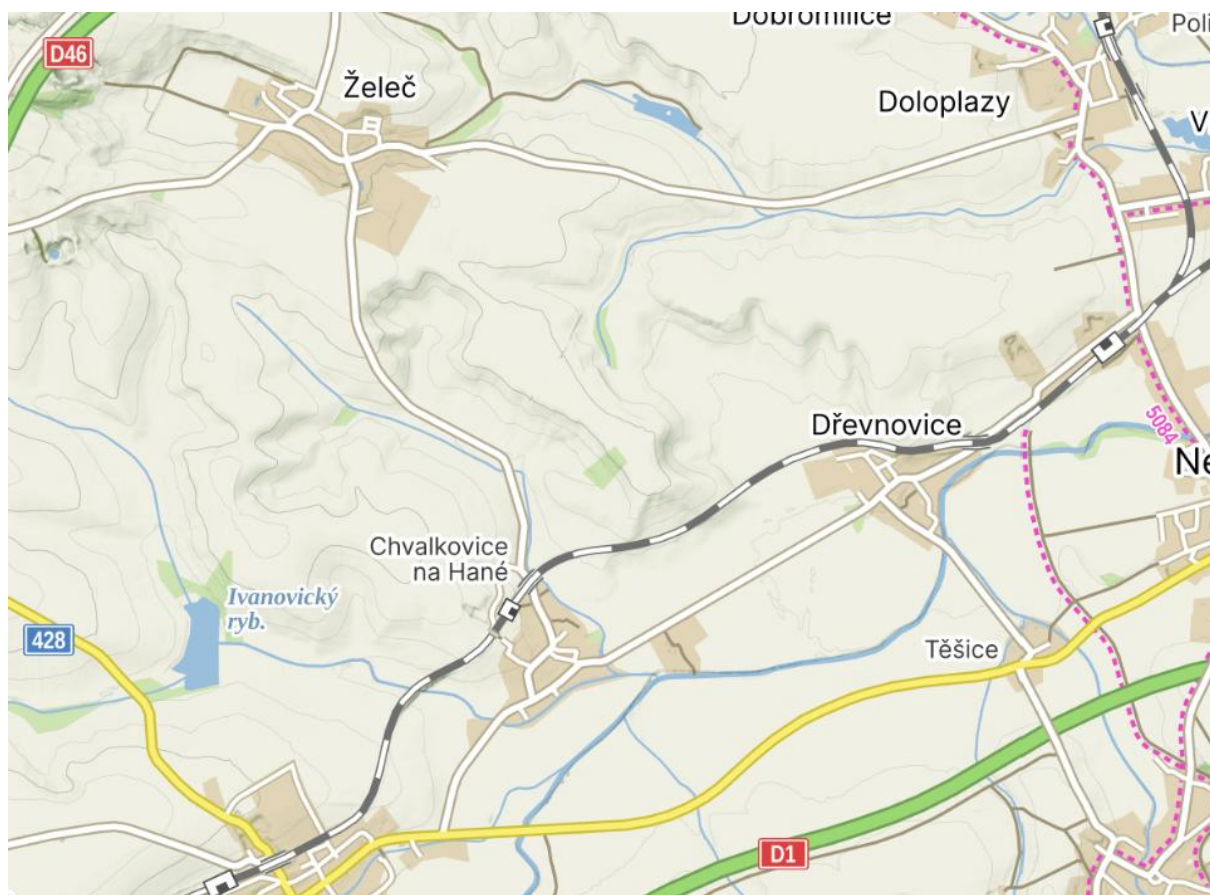 Dobromilice
Poli
D46
Želeč
Doloplazy
V
5084
Dřevnovice
Ne
Chvalkovice
na Hané
Ivanovický
ryb.
428
Těšice
D1